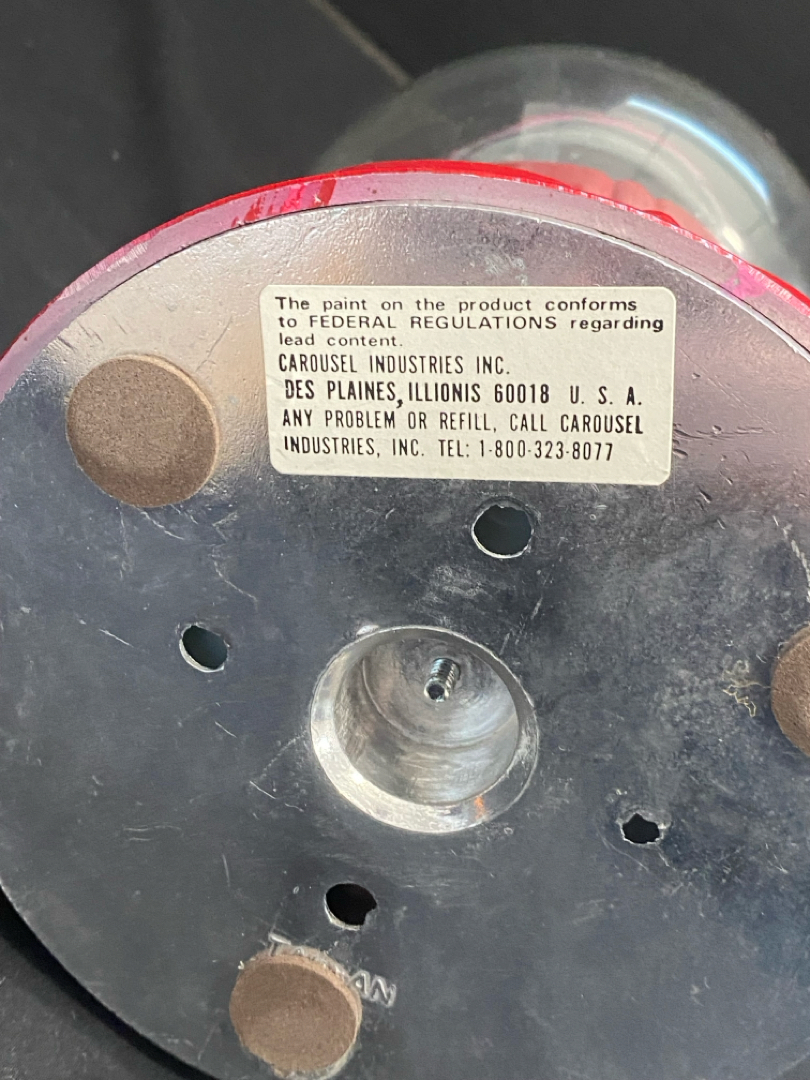 The paint on the product conforms
to FEDERAL REGULATIONS regarding
lead content.
CAROUSEL INDUSTRIES INC.
DES PLAINES, ILLIONIS 60018 U. S. A.
ANY PROBLEM OR REFILL, CALL CAROUSEL
INDUSTRIES, INC. TEL: 1-800-323-8077